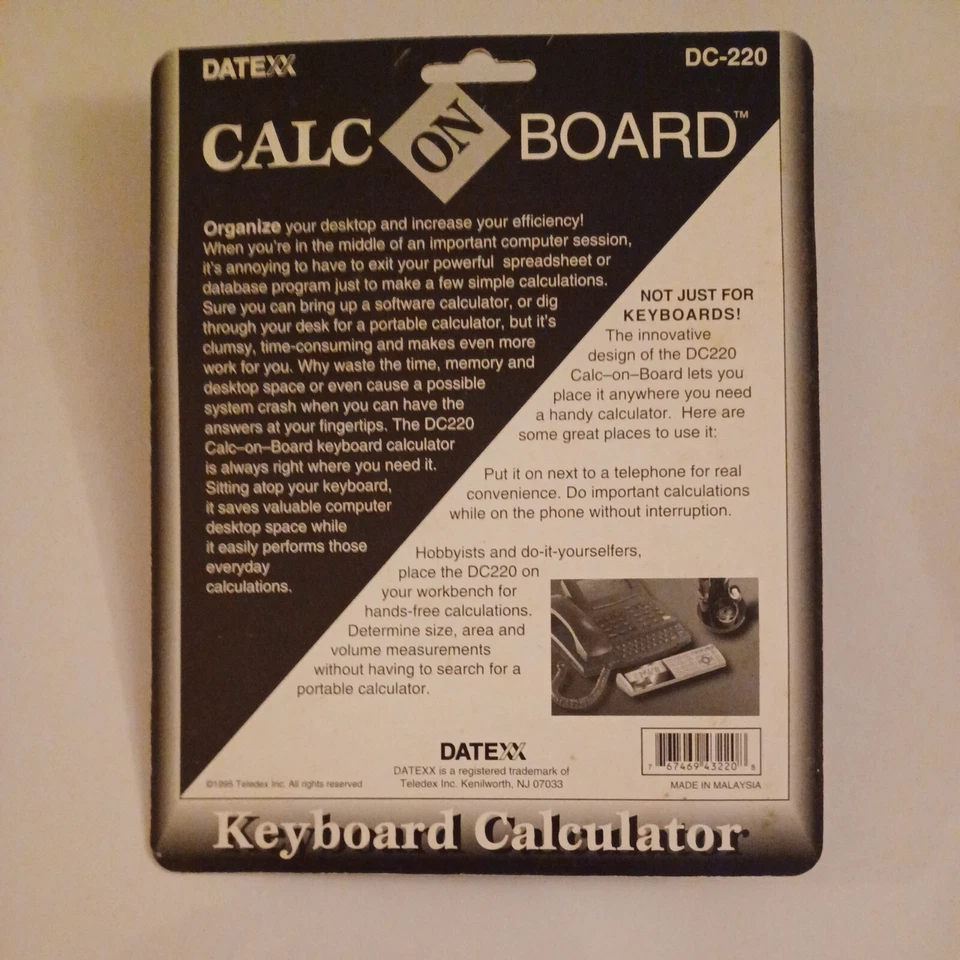 DATEXX
DC-220
CALC ON BOARD™
Organize your desktop and increase your efficiency!
When you're in the middle of an important computer session,
it's annoying to have to exit your powerful spreadsheet or
database program just to make a few simple calculations.
Sure you can bring up a software calculator, or dig
through your desk for a portable calculator, but it's
clumsy, time-consuming and makes even more
work for you. Why waste the time, memory and
desktop space or even cause a possible
system crash when you can have the
answers at your fingertips. The DC220
Calc–on–Board keyboard calculator
is always right where you need it.
Sitting atop your keyboard,
it saves valuable computer
desktop space while
it easily performs those
everyday
calculations.
NOT JUST FOR
KEYBOARDS!
The innovative
design of the DC220
Calc–on–Board lets you
place it anywhere you need
a handy calculator. Here are
some great places to use it:
Put it on next to a telephone for real
convenience. Do important calculations
while on the phone without interruption.
Hobbyists and do-it-yourselfers,
place the DC220 on
your workbench for
hands-free calculations.
Determine size, area and
volume measurements
without having to search for a
portable calculator.
DATEXX
DATEXX is a registered trademark of
Teledex Inc. Kenilworth, NJ 07033
©1995 Teledex Inc. All rights reserved
7 67469 43220 8
MADE IN MALAYSIA
Keyboard Calculator